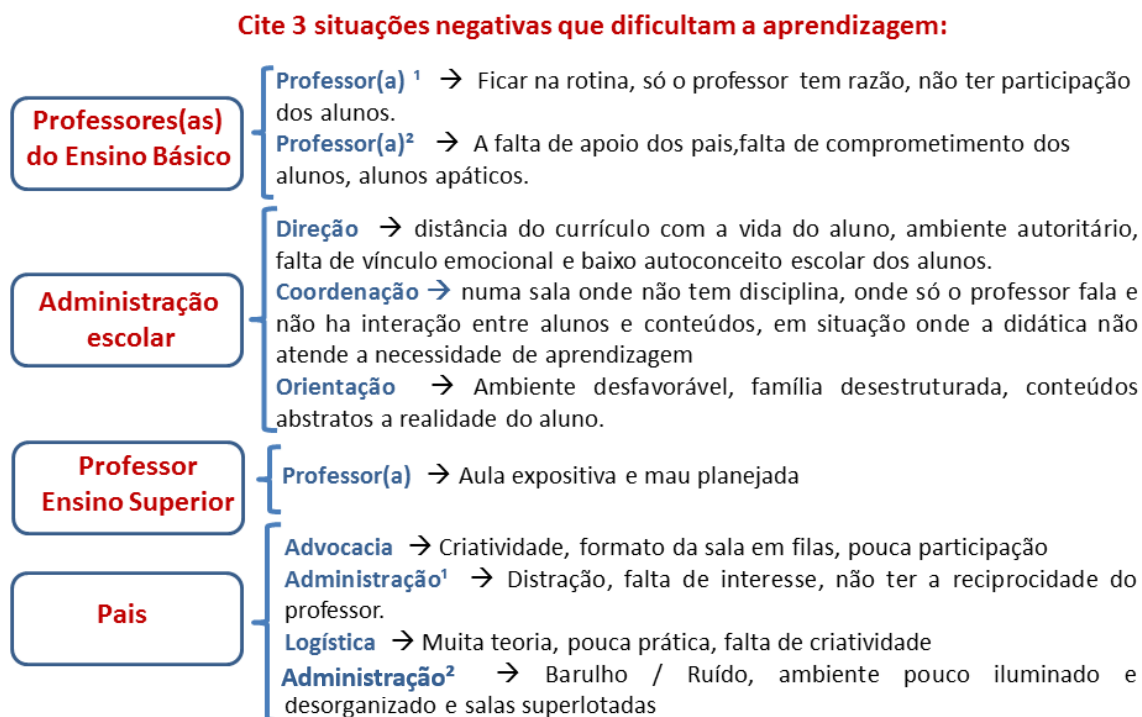 Cite 3 situações negativas que dificultam a aprendizagem:
Professores(as)
do Ensino Básico
Professor(a) ¹ → Ficar na rotina, só o professor tem razão, não ter participação
dos alunos.
Professor(a)² → A falta de apoio dos pais,falta de comprometimento dos
alunos, alunos apáticos.
Administração
escolar
Direção → distância do currículo com a vida do aluno, ambiente autoritário,
falta de vínculo emocional e baixo autoconceito escolar dos alunos.
Coordenação → numa sala onde não tem disciplina, onde só o professor fala e
não ha interação entre alunos e conteúdos, em situação onde a didática não
atende a necessidade de aprendizagem
Orientação → Ambiente desfavorável, família desestruturada, conteúdos
abstratos a realidade do aluno.
Professor
Ensino Superior
Professor(a) → Aula expositiva e mau planejada
Pais
Advocacia → Criatividade, formato da sala em filas, pouca participação
Administração¹ → Distração, falta de interesse, não ter a reciprocidade do
professor.
Logística → Muita teoria, pouca prática, falta de criatividade
Administração² → Barulho / Ruído, ambiente pouco iluminado e
desorganizado e salas superlotadas